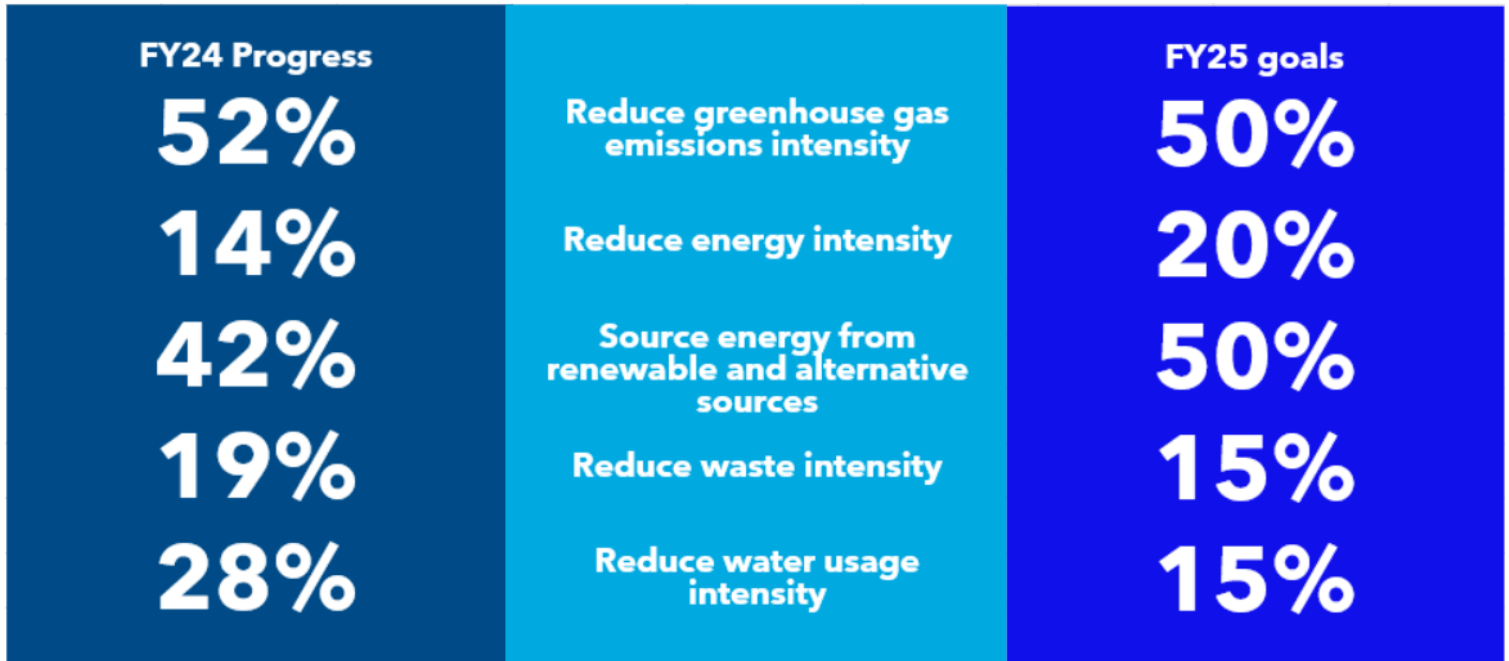 FY24 Progress
FY25 goals
52%
Reduce greenhouse gas
emissions intensity
50%
14%
Reduce energy intensity
20%
42%
Source energy from
renewable and alternative
sources
50%
19%
Reduce waste intensity
15%
28%
Reduce water usage
intensity
15%